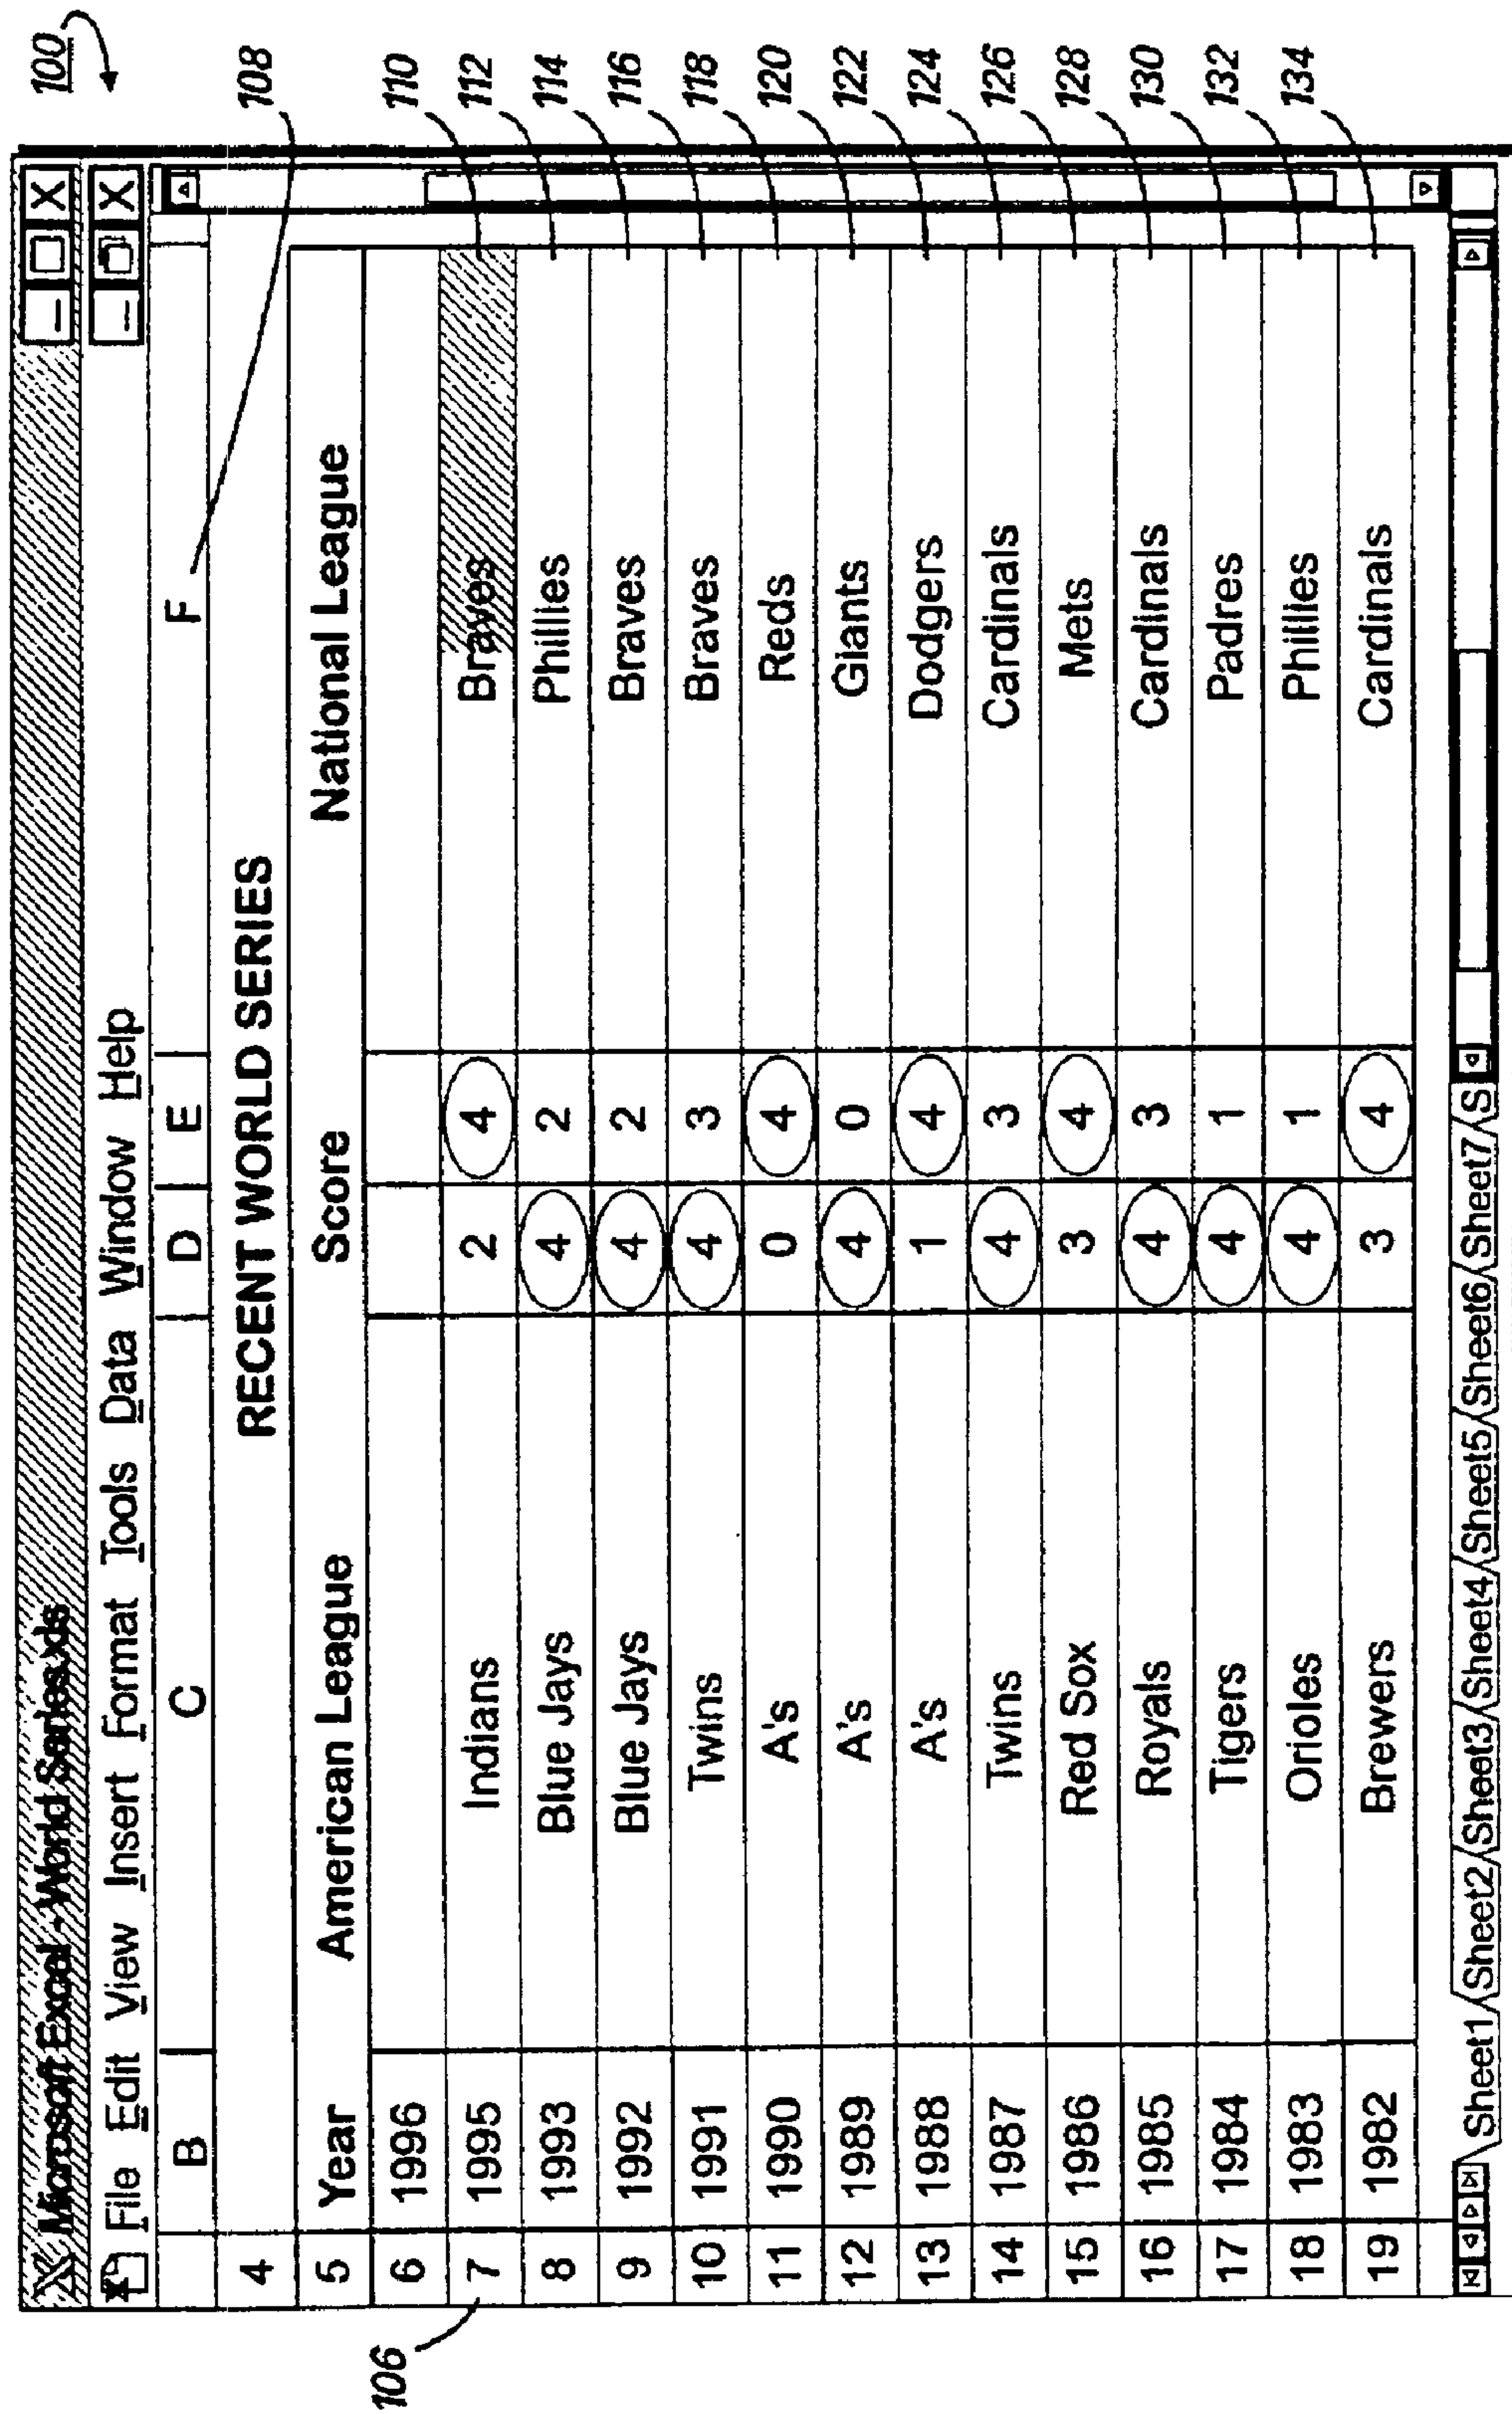 100
Microsoft Excel - World Series.xls
File Edit View Insert Format Tools Data Window Help
B C D E F
108
4 RECENT WORLD SERIES
5 Year American League Score National League
6 1996
110
106
7 1995 Indians 2 4 Braves 112
8 1993 Blue Jays 4 2 Phillies 114
9 1992 Blue Jays 4 2 Braves 116
10 1991 Twins 4 3 Braves 118
11 1990 A's 0 4 Reds 120
12 1989 A's 4 0 Giants 122
13 1988 A's 1 4 Dodgers 124
14 1987 Twins 4 3 Cardinals 126
15 1986 Red Sox 3 4 Mets 128
16 1985 Royals 4 3 Cardinals 130
17 1984 Tigers 4 1 Padres 132
18 1983 Orioles 4 1 Phillies 134
19 1982 Brewers 3 4 Cardinals
Sheet1 Sheet2 Sheet3 Sheet4 Sheet5 Sheet6 Sheet7 S